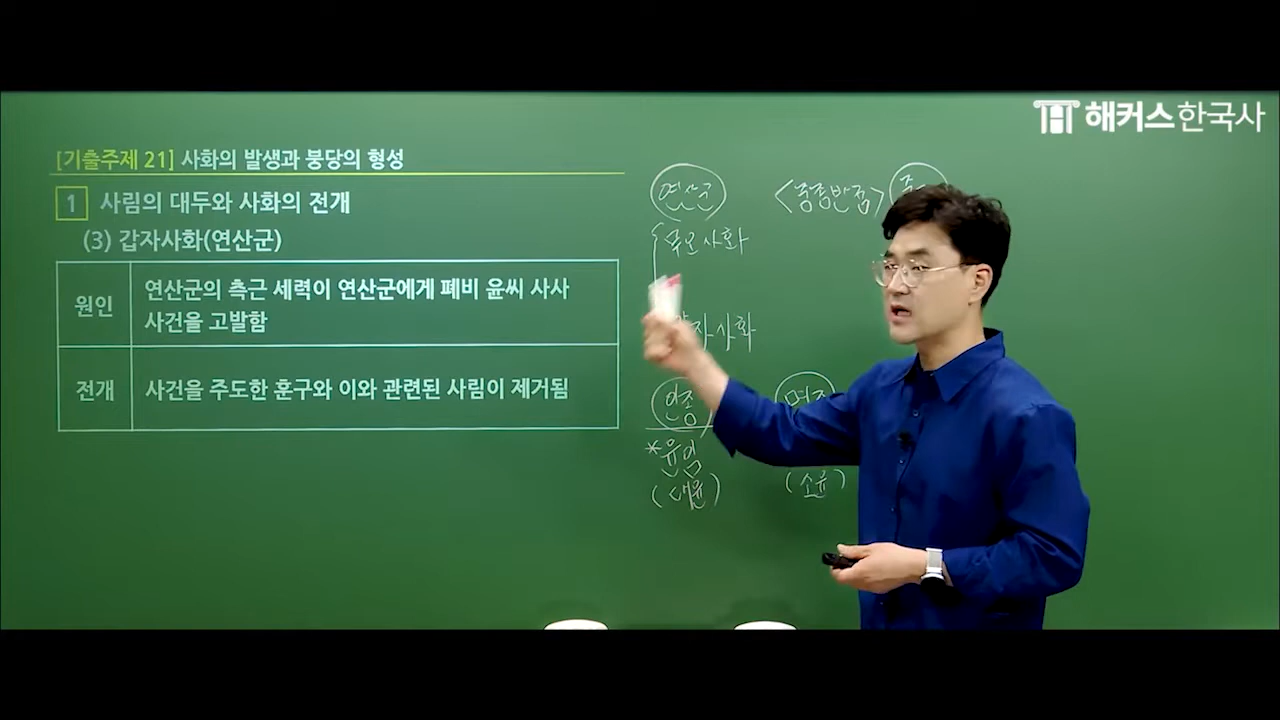 해커스한국사
[기출주제 21] 사화의 발생과 붕당의 형성
1 사림의 대두와 사화의 전개
(3) 갑자사화(연산군)
원인
연산군의 측근 세력이 연산군에게 폐비 윤씨 사사
사건을 고발함
전개
사건을 주도한 훈구와 이와 관련된 사림이 제거됨
연산군 <중종반정>
무오사화
자사화
인종
*윤임
(대윤) (소윤)